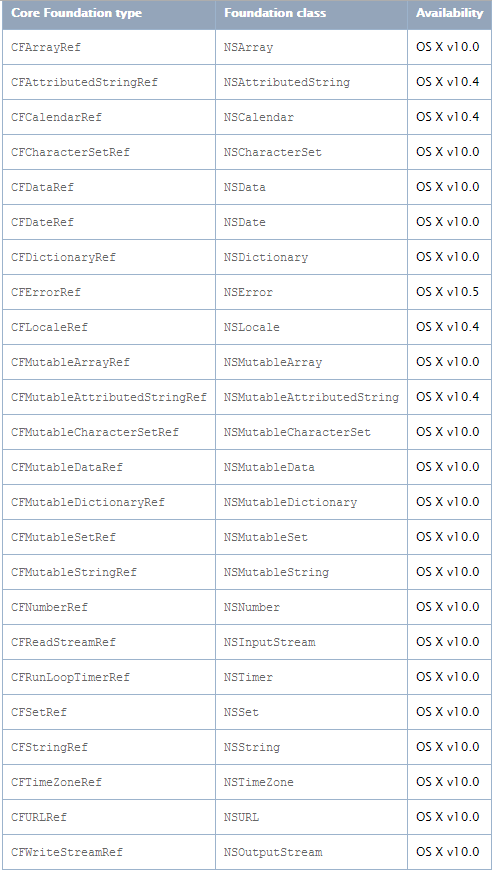 Core Foundation type Foundation class Availability
CFArrayRef NSArray OS X v10.0
CFAttributedStringRef NSAttributedString OS X v10.4
CFCalendarRef NSCalendar OS X v10.4
CFCharacterSetRef NSCharacterSet OS X v10.0
CFDataRef NSData OS X v10.0
CFDateRef NSDate OS X v10.0
CFDictionaryRef NSDictionary OS X v10.0
CFErrorRef NSError OS X v10.5
CFLocaleRef NSLocale OS X v10.4
CFMutableArrayRef NSMutableArray OS X v10.0
CFMutableAttributedStringRef NSMutableAttributedString OS X v10.4
CFMutableCharacterSetRef NSMutableCharacterSet OS X v10.0
CFMutableDataRef NSMutableData OS X v10.0
CFMutableDictionaryRef NSMutableDictionary OS X v10.0
CFMutableSetRef NSMutableSet OS X v10.0
CFMutableStringRef NSMutableString OS X v10.0
CFNumberRef NSNumber OS X v10.0
CFReadStreamRef NSInputStream OS X v10.0
CFRunLoopTimerRef NSTimer OS X v10.0
CFSetRef NSSet OS X v10.0
CFStringRef NSString OS X v10.0
CFTimeZoneRef NSTimeZone OS X v10.0
CFURLRef NSURL OS X v10.0
CFWriteStreamRef NSOutputStream OS X v10.0